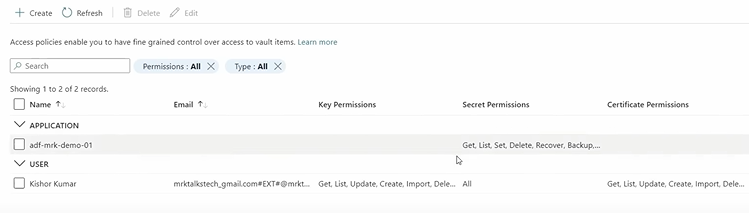 Create Refresh Delete Edit
Access policies enable you to have fine grained control over access to vault items. Learn more
Search Permissions : All Type : All
Showing 1 to 2 of 2 records.
Name Email Key Permissions Secret Permissions Certificate Permissions
APPLICATION
adf-mrk-demo-01 Get, List, Set, Delete, Recover, Backup,...
USER
Kishor Kumar mrktalkstech_gmail.com#EXT#@mrkt... Get, List, Update, Create, Import, Dele... All Get, List, Update, Create, Import, Dele...